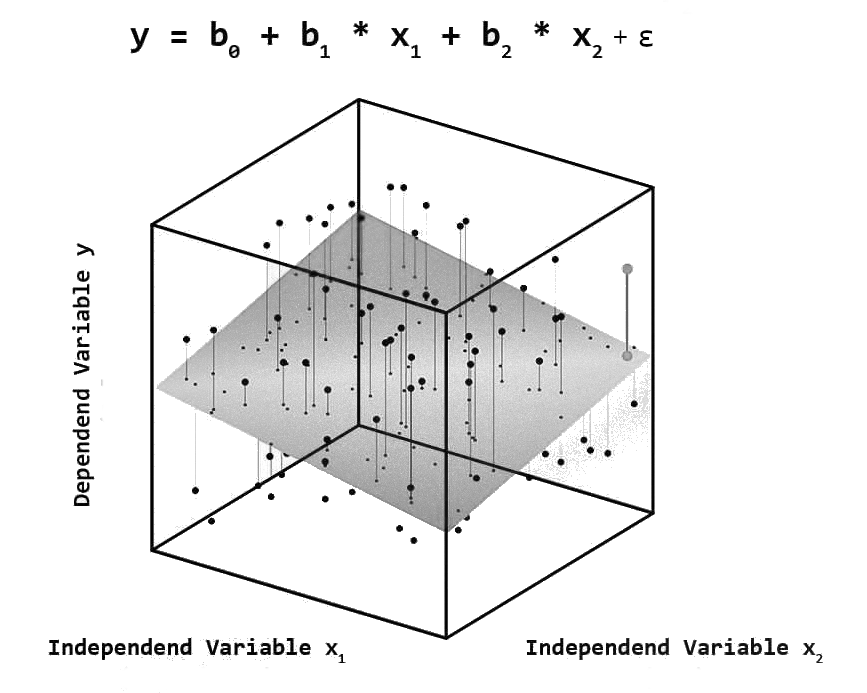 y = b₀ + b₁ * x₁ + b₂ * x₂ + ε
Dependend Variable y
Independend Variable x₁
Independend Variable x₂